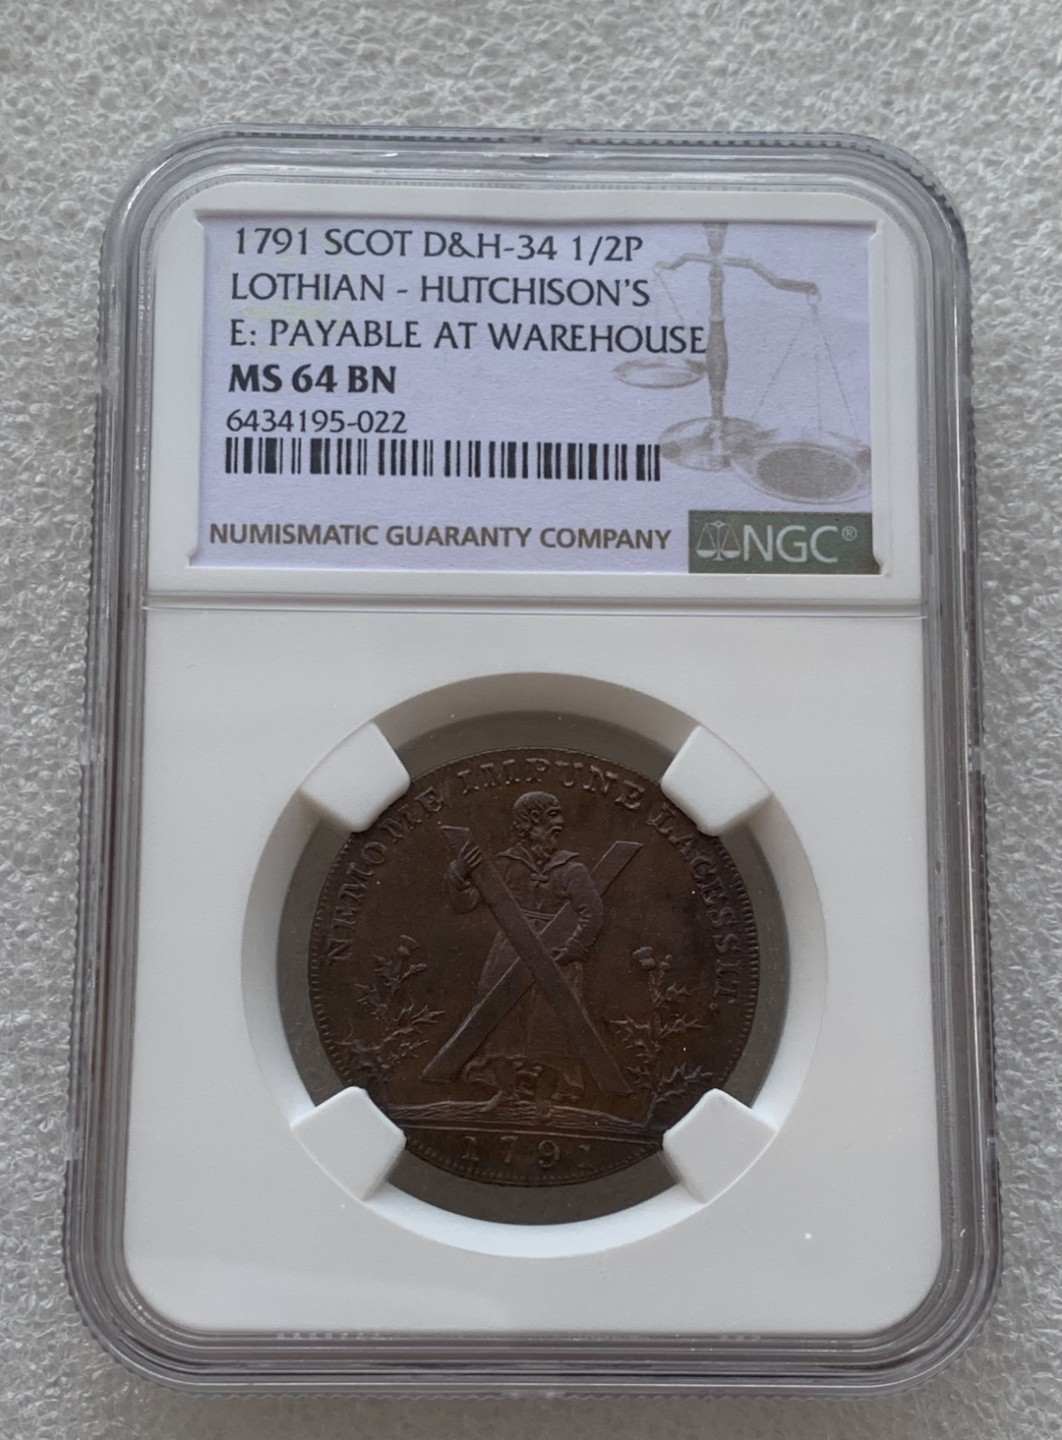 1791 SCOT D&H-34 1/2P
LOTHIAN - HUTCHISON'S
E: PAYABLE AT WAREHOUSE
MS 64 BN
6434195-022
NUMISMATIC GUARANTY COMPANY
NGC®
NEMO ME IMPUNE LACESSIT.
1791